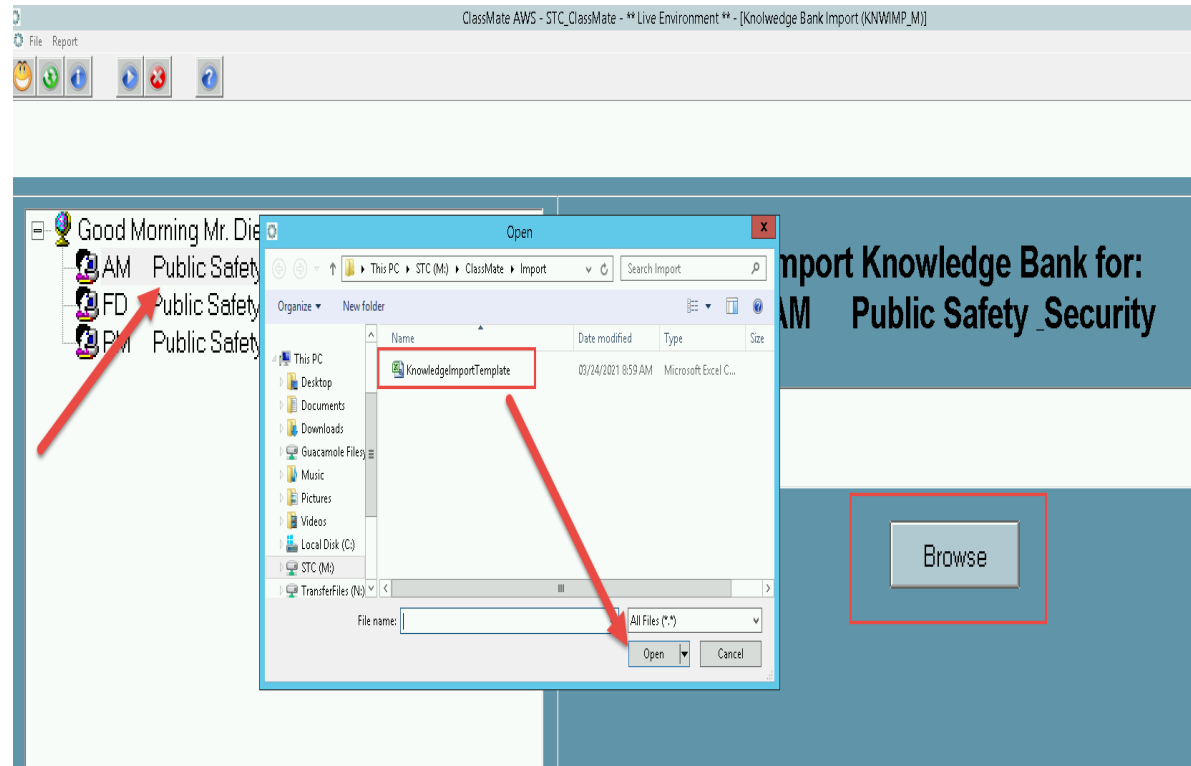 ClassMate AWS - STC_ClassMate - ** Live Environment ** - [Knolwedge Bank Import (KNWIMP_M)]
File Report
Good Morning Mr. Die
AM Public Safety
FD Public Safety
PM Public Safety
mport Knowledge Bank for:
AM Public Safety _Security
Open
This PC STC (M:) ClassMate Import
Search Import
Organize New folder
Name Date modified Type Size
KnowledgeImportTemplate 03/24/2021 8:59 AM Microsoft Excel C...
This PC
Desktop
Documents
Downloads
Guacamole Filesy
Music
Pictures
Videos
Local Disk (C:)
STC (M:)
TransferFiles (N:)
File name: All Files (*.*)
Open Cancel
Browse